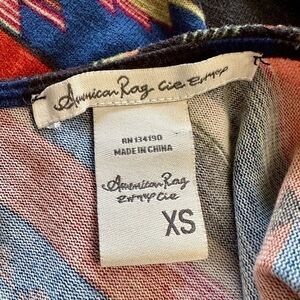 American Rag Cie
RN 134190
MADE IN CHINA
American Rag
Cie
XS